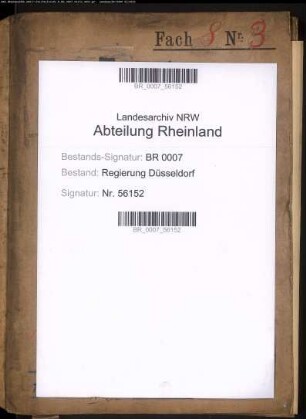 Fach 8 Nr. 3
BR_0007_56152
Landesarchiv NRW
Abteilung Rheinland
Bestands-Signatur: BR 0007
Bestand: Regierung Düsseldorf
Signatur: Nr. 56152
BR_0007_56152